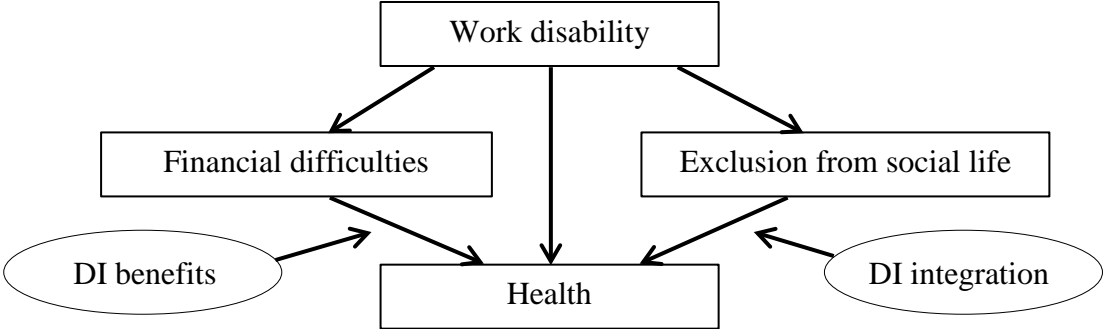 Work disability
Financial difficulties
Exclusion from social life
DI benefits
DI integration
Health